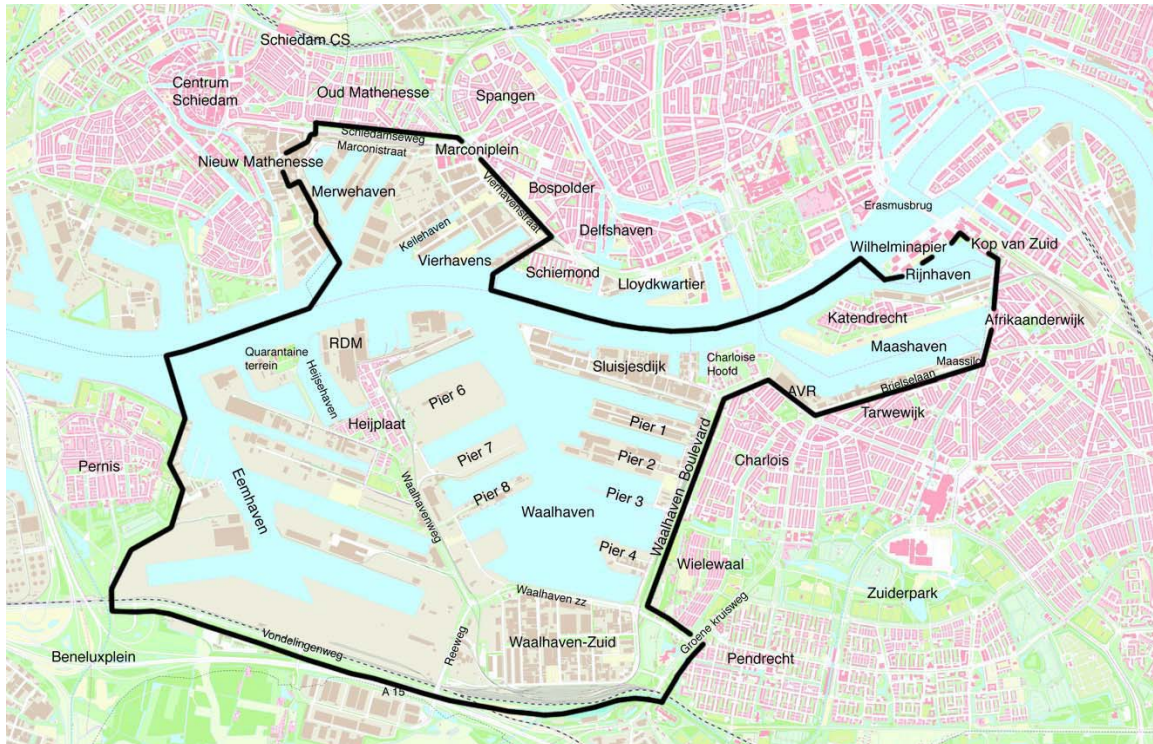 Schiedam CS
Centrum
Schiedam
Oud Mathenesse
Spangen
Schiedamseweg
Marconistraat
Marconiplein
Nieuw Mathenesse
Merwehaven
Vierhavenstraat
Bospolder
Keilehaven
Delfshaven
Vierhavens
Schiemond
Lloydkwartier
Erasmusbrug
Wilhelminapier
Kop van Zuid
Rijnhaven
Katendrecht
Afrikaanderwijk
Maashaven
Maassilo
Brielselaan
Quarantaine
terrein
RDM
Heijsehaven
Sluisjesdijk
Charloise
Hoofd
AVR
Tarwewijk
Pier 6
Heijplaat
Pier 1
Pier 7
Pier 2
Charlois
Pernis
Eemhaven
Pier 8
Pier 3
Waalhavenweg
Waalhaven
Waalhaven Boulevard
Pier 4
Wielewaal
Zuiderpark
Waalhaven zz
Groene kruisweg
Vondelingenweg
Reeweg
Waalhaven-Zuid
Pendrecht
Beneluxplein
A 15